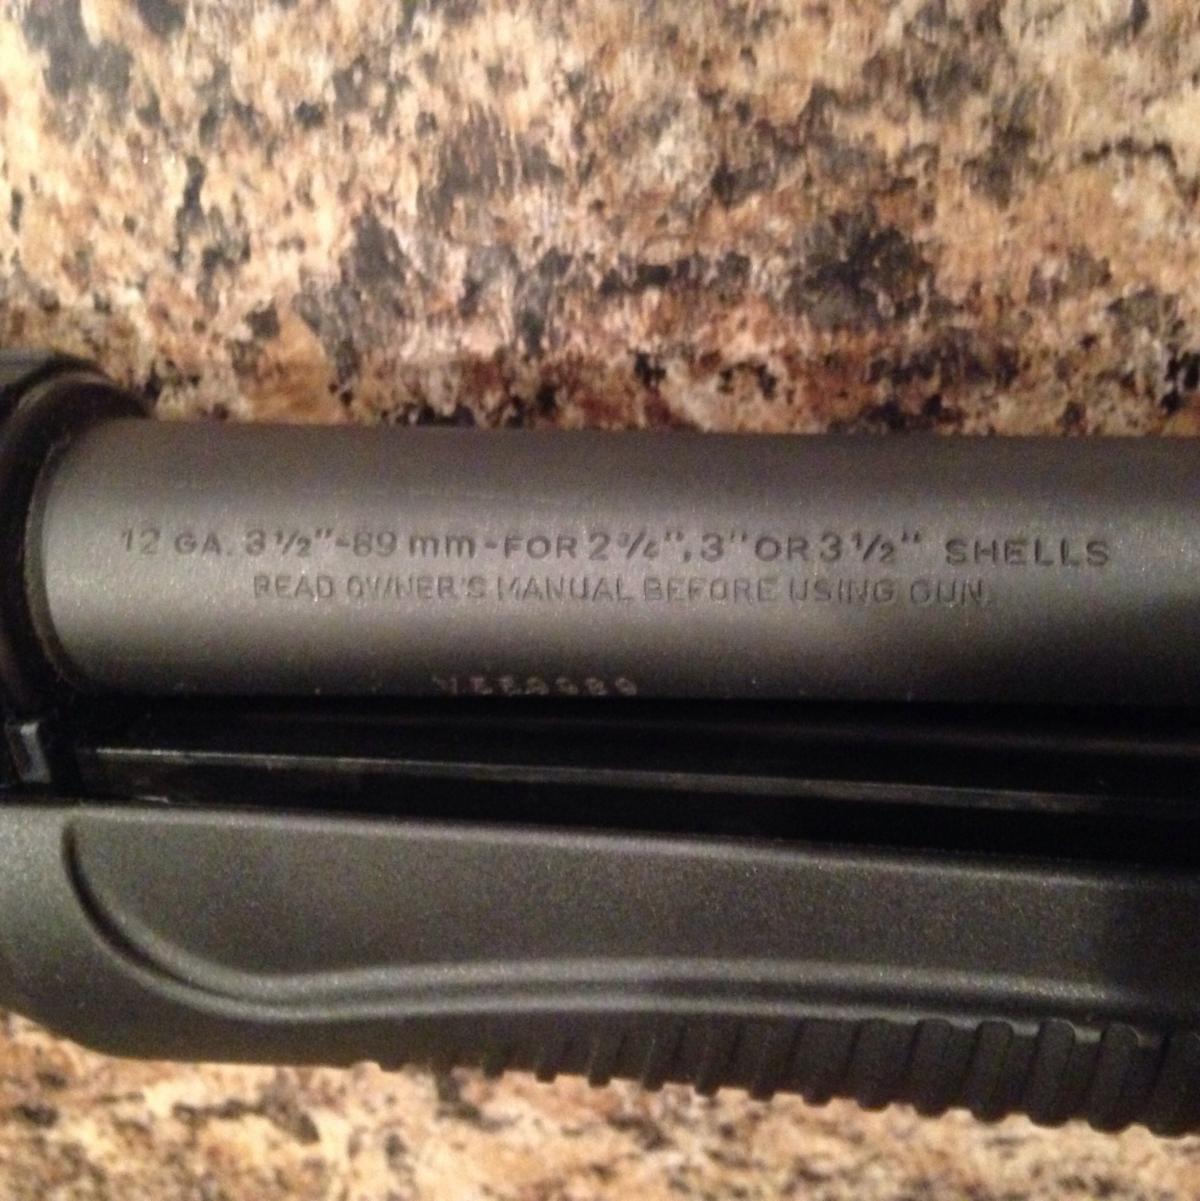 12 GA. 3 1/2"-89 mm-FOR 2 3/4", 3" OR 3 1/2" SHELLS
READ OWNER'S MANUAL BEFORE USING GUN.